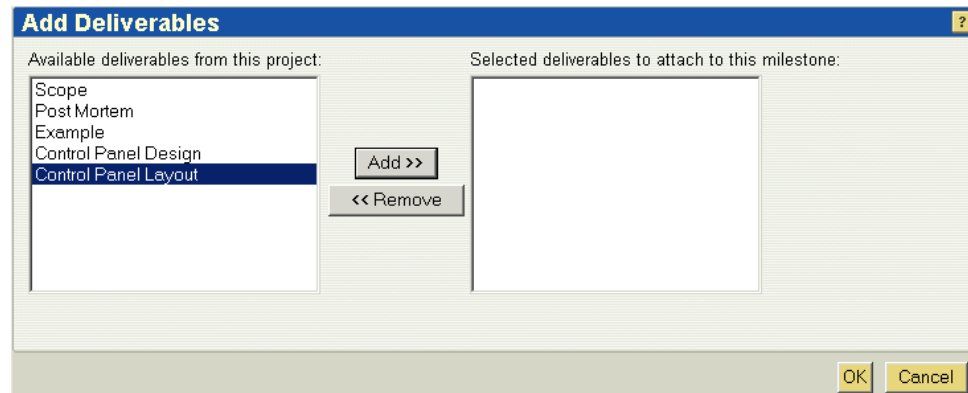 Add Deliverables
?
Available deliverables from this project:
Selected deliverables to attach to this milestone:
Scope
Post Mortem
Example
Control Panel Design
Control Panel Layout
Add >>
<< Remove
OK
Cancel